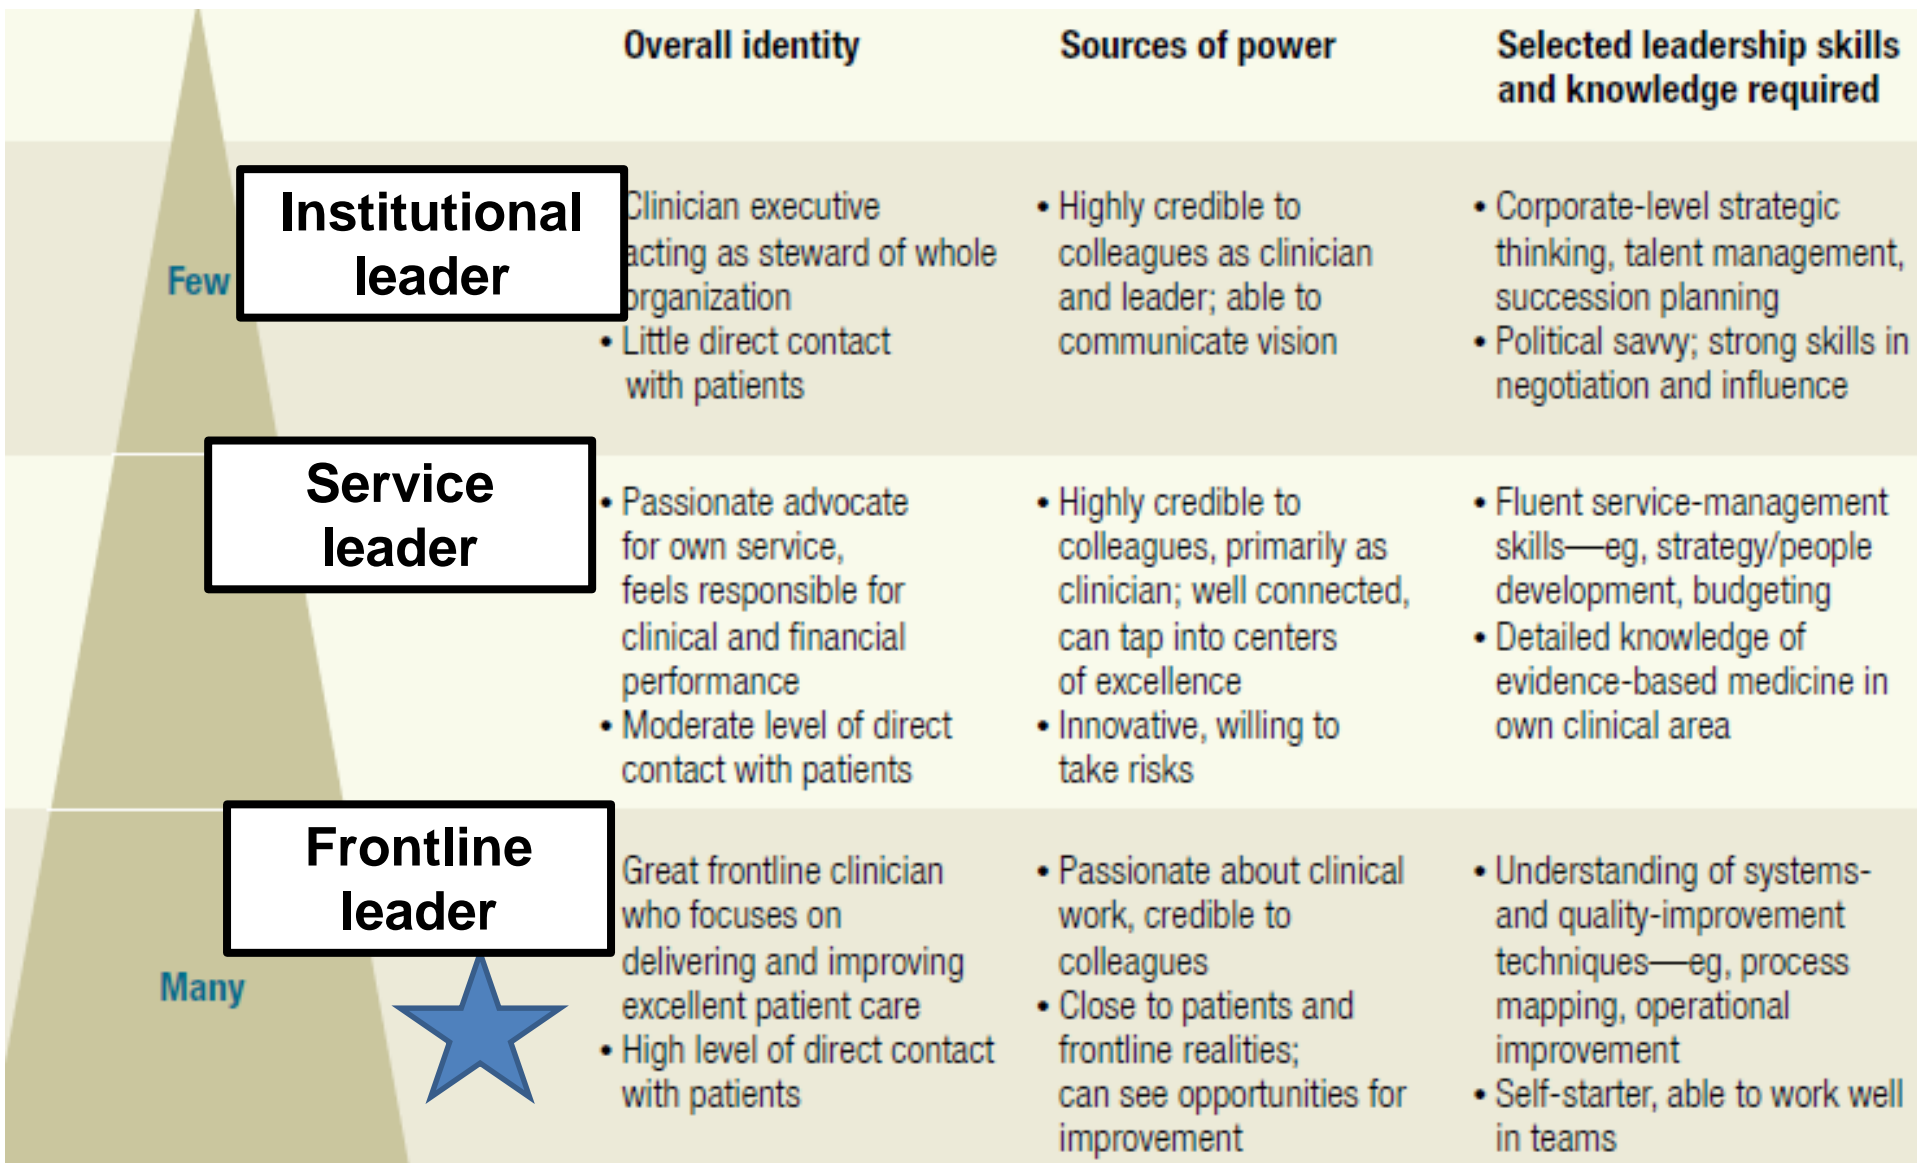 Overall identity
Sources of power
Selected leadership skills
and knowledge required
Few
Institutional
leader
Clinician executive
acting as steward of whole
organization
• Little direct contact
with patients
• Highly credible to
colleagues as clinician
and leader; able to
communicate vision
• Corporate-level strategic
thinking, talent management,
succession planning
• Political savvy; strong skills in
negotiation and influence
Service
leader
• Passionate advocate
for own service,
feels responsible for
clinical and financial
performance
• Moderate level of direct
contact with patients
• Highly credible to
colleagues, primarily as
clinician; well connected,
can tap into centers
of excellence
• Innovative, willing to
take risks
• Fluent service-management
skills—eg, strategy/people
development, budgeting
• Detailed knowledge of
evidence-based medicine in
own clinical area
Many
Frontline
leader
Great frontline clinician
who focuses on
delivering and improving
excellent patient care
• High level of direct contact
with patients
• Passionate about clinical
work, credible to
colleagues
• Close to patients and
frontline realities;
can see opportunities for
improvement
• Understanding of systems-
and quality-improvement
techniques—eg, process
mapping, operational
improvement
• Self-starter, able to work well
in teams